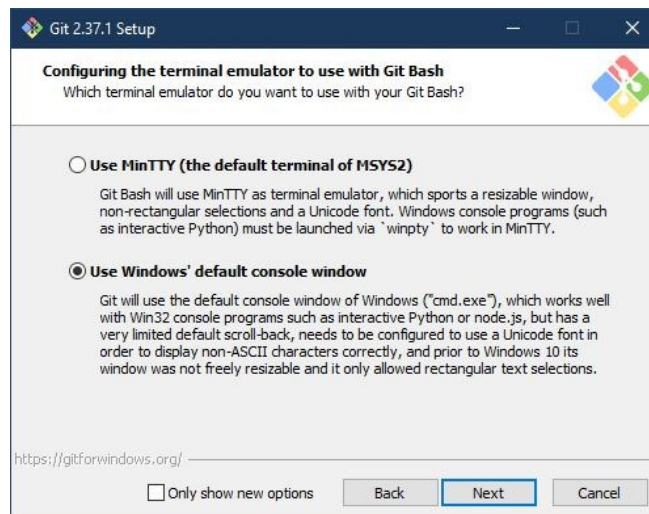 Git 2.37.1 Setup
Configuring the terminal emulator to use with Git Bash
Which terminal emulator do you want to use with your Git Bash?
Use MinTTY (the default terminal of MSYS2)
Git Bash will use MinTTY as terminal emulator, which sports a resizable window,
non-rectangular selections and a Unicode font. Windows console programs (such
as interactive Python) must be launched via `winpty` to work in MinTTY.
Use Windows' default console window
Git will use the default console window of Windows ("cmd.exe"), which works well
with Win32 console programs such as interactive Python or node.js, but has a
very limited default scroll-back, needs to be configured to use a Unicode font in
order to display non-ASCII characters correctly, and prior to Windows 10 its
window was not freely resizable and it only allowed rectangular text selections.
https://gitforwindows.org/
Only show new options Back Next Cancel